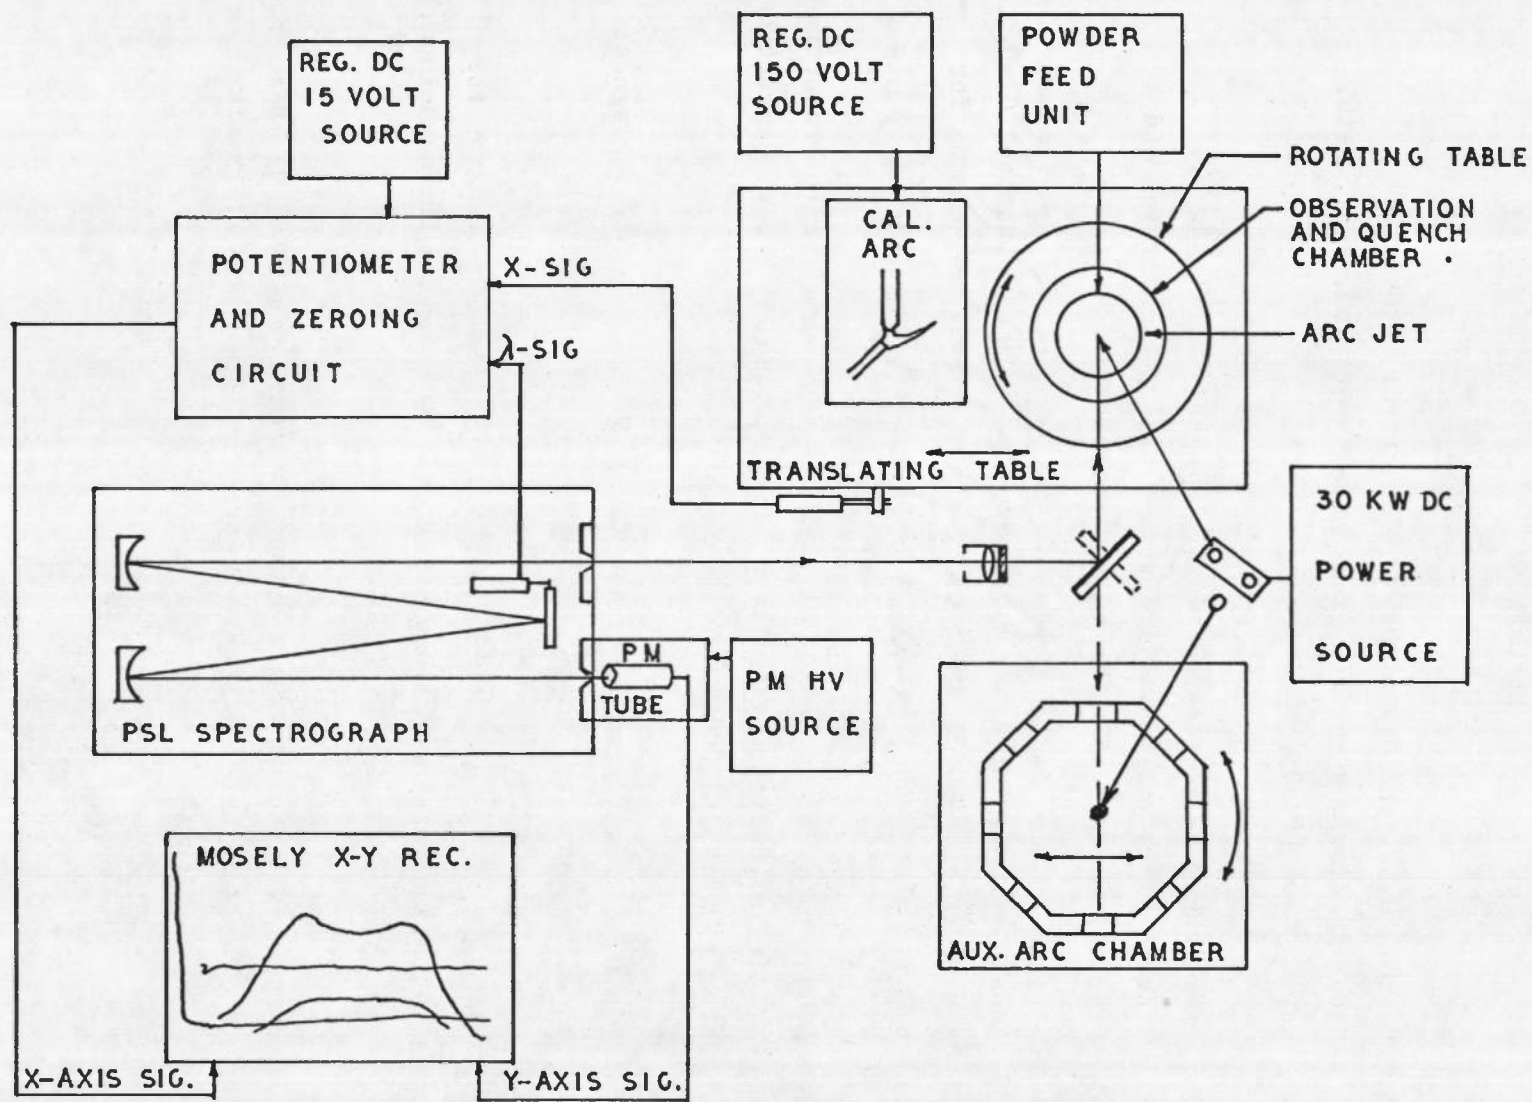 REG. DC
15 VOLT
SOURCE
REG. DC
150 VOLT
SOURCE
POWDER
FEED
UNIT
ROTATING TABLE
OBSERVATION
AND QUENCH
CHAMBER .
ARC JET
CAL.
ARC
POTENTIOMETER
AND ZEROING
CIRCUIT
X-SIG
λ-SIG
TRANSLATING TABLE
30 KW DC
POWER
SOURCE
PM
TUBE
PM HV
SOURCE
PSL SPECTROGRAPH
MOSELY X-Y REC.
AUX. ARC CHAMBER
X-AXIS SIG.
Y-AXIS SIG.